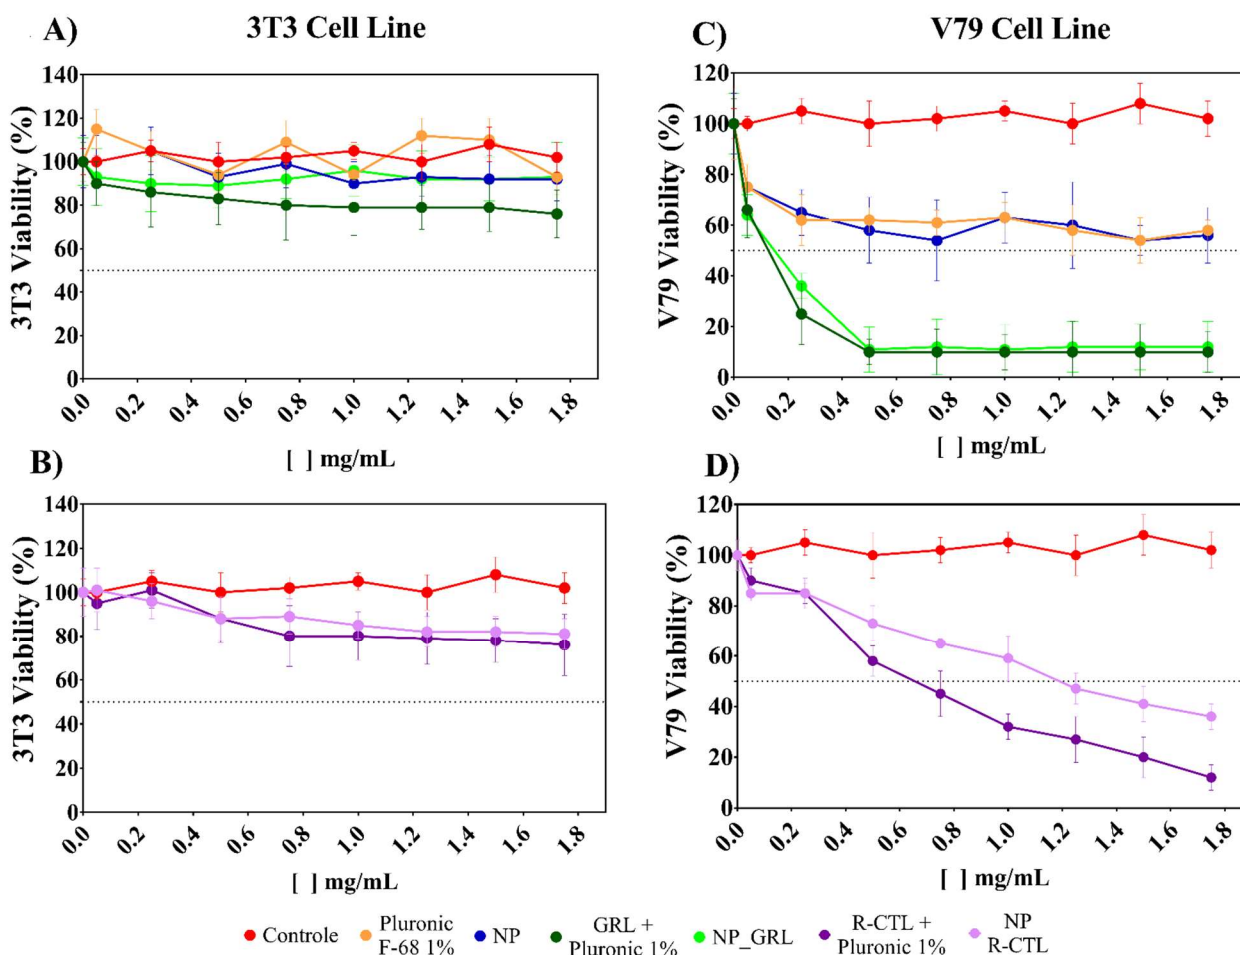 A)
3T3 Cell Line
3T3 Viability (%)
140
120
100
80
60
40
20
0
0.0
0.2
0.4
0.6
0.8
1.0
1.2
1.4
1.6
1.8
[ ] mg/mL
C)
V79 Cell Line
V79 Viability (%)
120
100
80
60
40
20
0
0.0
0.2
0.4
0.6
0.8
1.0
1.2
1.4
1.6
1.8
[ ] mg/mL
B)
3T3 Viability (%)
140
120
100
80
60
40
20
0
0.0
0.2
0.4
0.6
0.8
1.0
1.2
1.4
1.6
1.8
[ ] mg/mL
D)
V79 Viability (%)
120
100
80
60
40
20
0
0.0
0.2
0.4
0.6
0.8
1.0
1.2
1.4
1.6
1.8
[ ] mg/mL
Controle
Pluronic
F-68 1%
NP
GRL +
Pluronic 1%
NP_GRL
R-CTL +
Pluronic 1%
NP
R-CTL